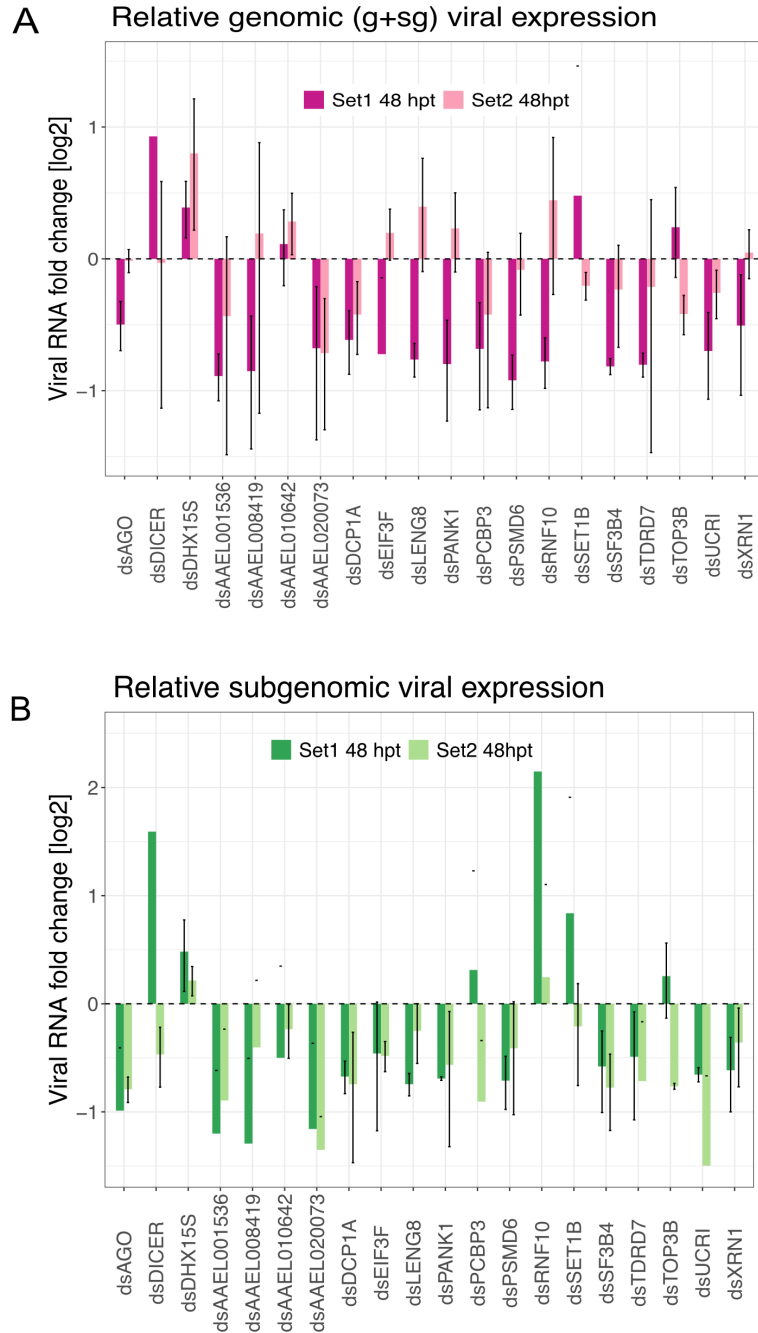 A
Relative genomic (g+sg) viral expression
Set1 48 hpt Set2 48hpt
Viral RNA fold change [log2]
1
0
−1
dsAGO
dsDICER
dsDHX15S
dsAAEL001536
dsAAEL008419
dsAAEL010642
dsAAEL020073
dsDCP1A
dsEIF3F
dsLENG8
dsPANK1
dsPCBP3
dsPSMD6
dsRNF10
dsSET1B
dsSF3B4
dsTDRD7
dsTOP3B
dsUCRI
dsXRN1
B
Relative subgenomic viral expression
Set1 48 hpt Set2 48hpt
Viral RNA fold change [log2]
2
1
0
−1
dsAGO
dsDICER
dsDHX15S
dsAAEL001536
dsAAEL008419
dsAAEL010642
dsAAEL020073
dsDCP1A
dsEIF3F
dsLENG8
dsPANK1
dsPCBP3
dsPSMD6
dsRNF10
dsSET1B
dsSF3B4
dsTDRD7
dsTOP3B
dsUCRI
dsXRN1